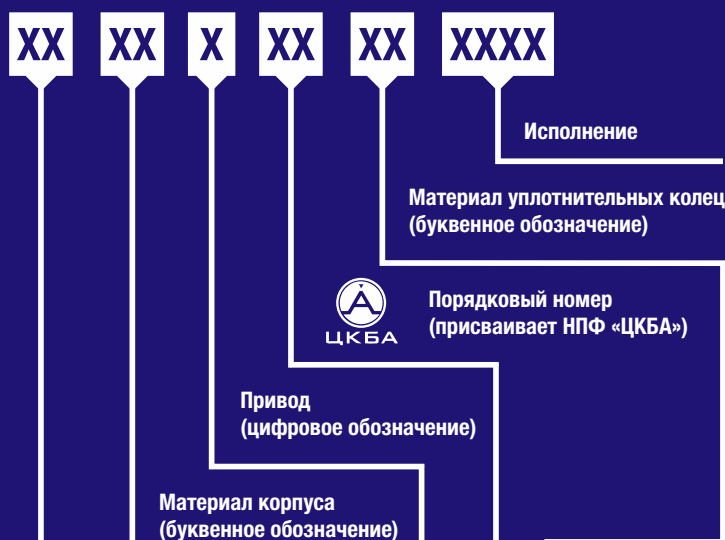 XX XX X XX XX XXXX
Исполнение
Материал уплотнительных колец
(буквенное обозначение)
ЦКБА
Порядковый номер
(присваивает НПФ «ЦКБА»)
Привод
(цифровое обозначение)
Материал корпуса
(буквенное обозначение)